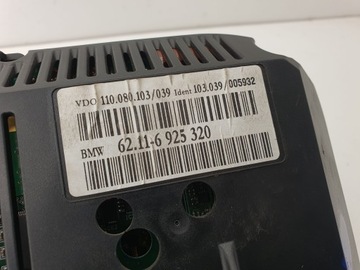 VDO 110.080.103/039 Ident 103.039/005932
BMW 62.11-6 925 320